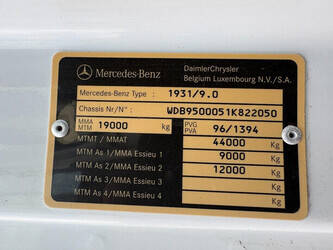 Mercedes-Benz
DaimlerChrysler
Belgium Luxembourg N.V./S.A.
Mercedes-Benz Type : 1931/9.0
Chassis Nr/N° : WDB9500051K822050
MMA MTM 19000 kg PVG PVA 96/1394
MTMT / MMAT 44000 kg
MTM As 1/MMA Essieu 1 9000 kg
MTM As 2/MMA Essieu 2 12000 kg
MTM As 3/MMA Essieu 3 kg
MTM As 4/MMA Essieu 4 kg